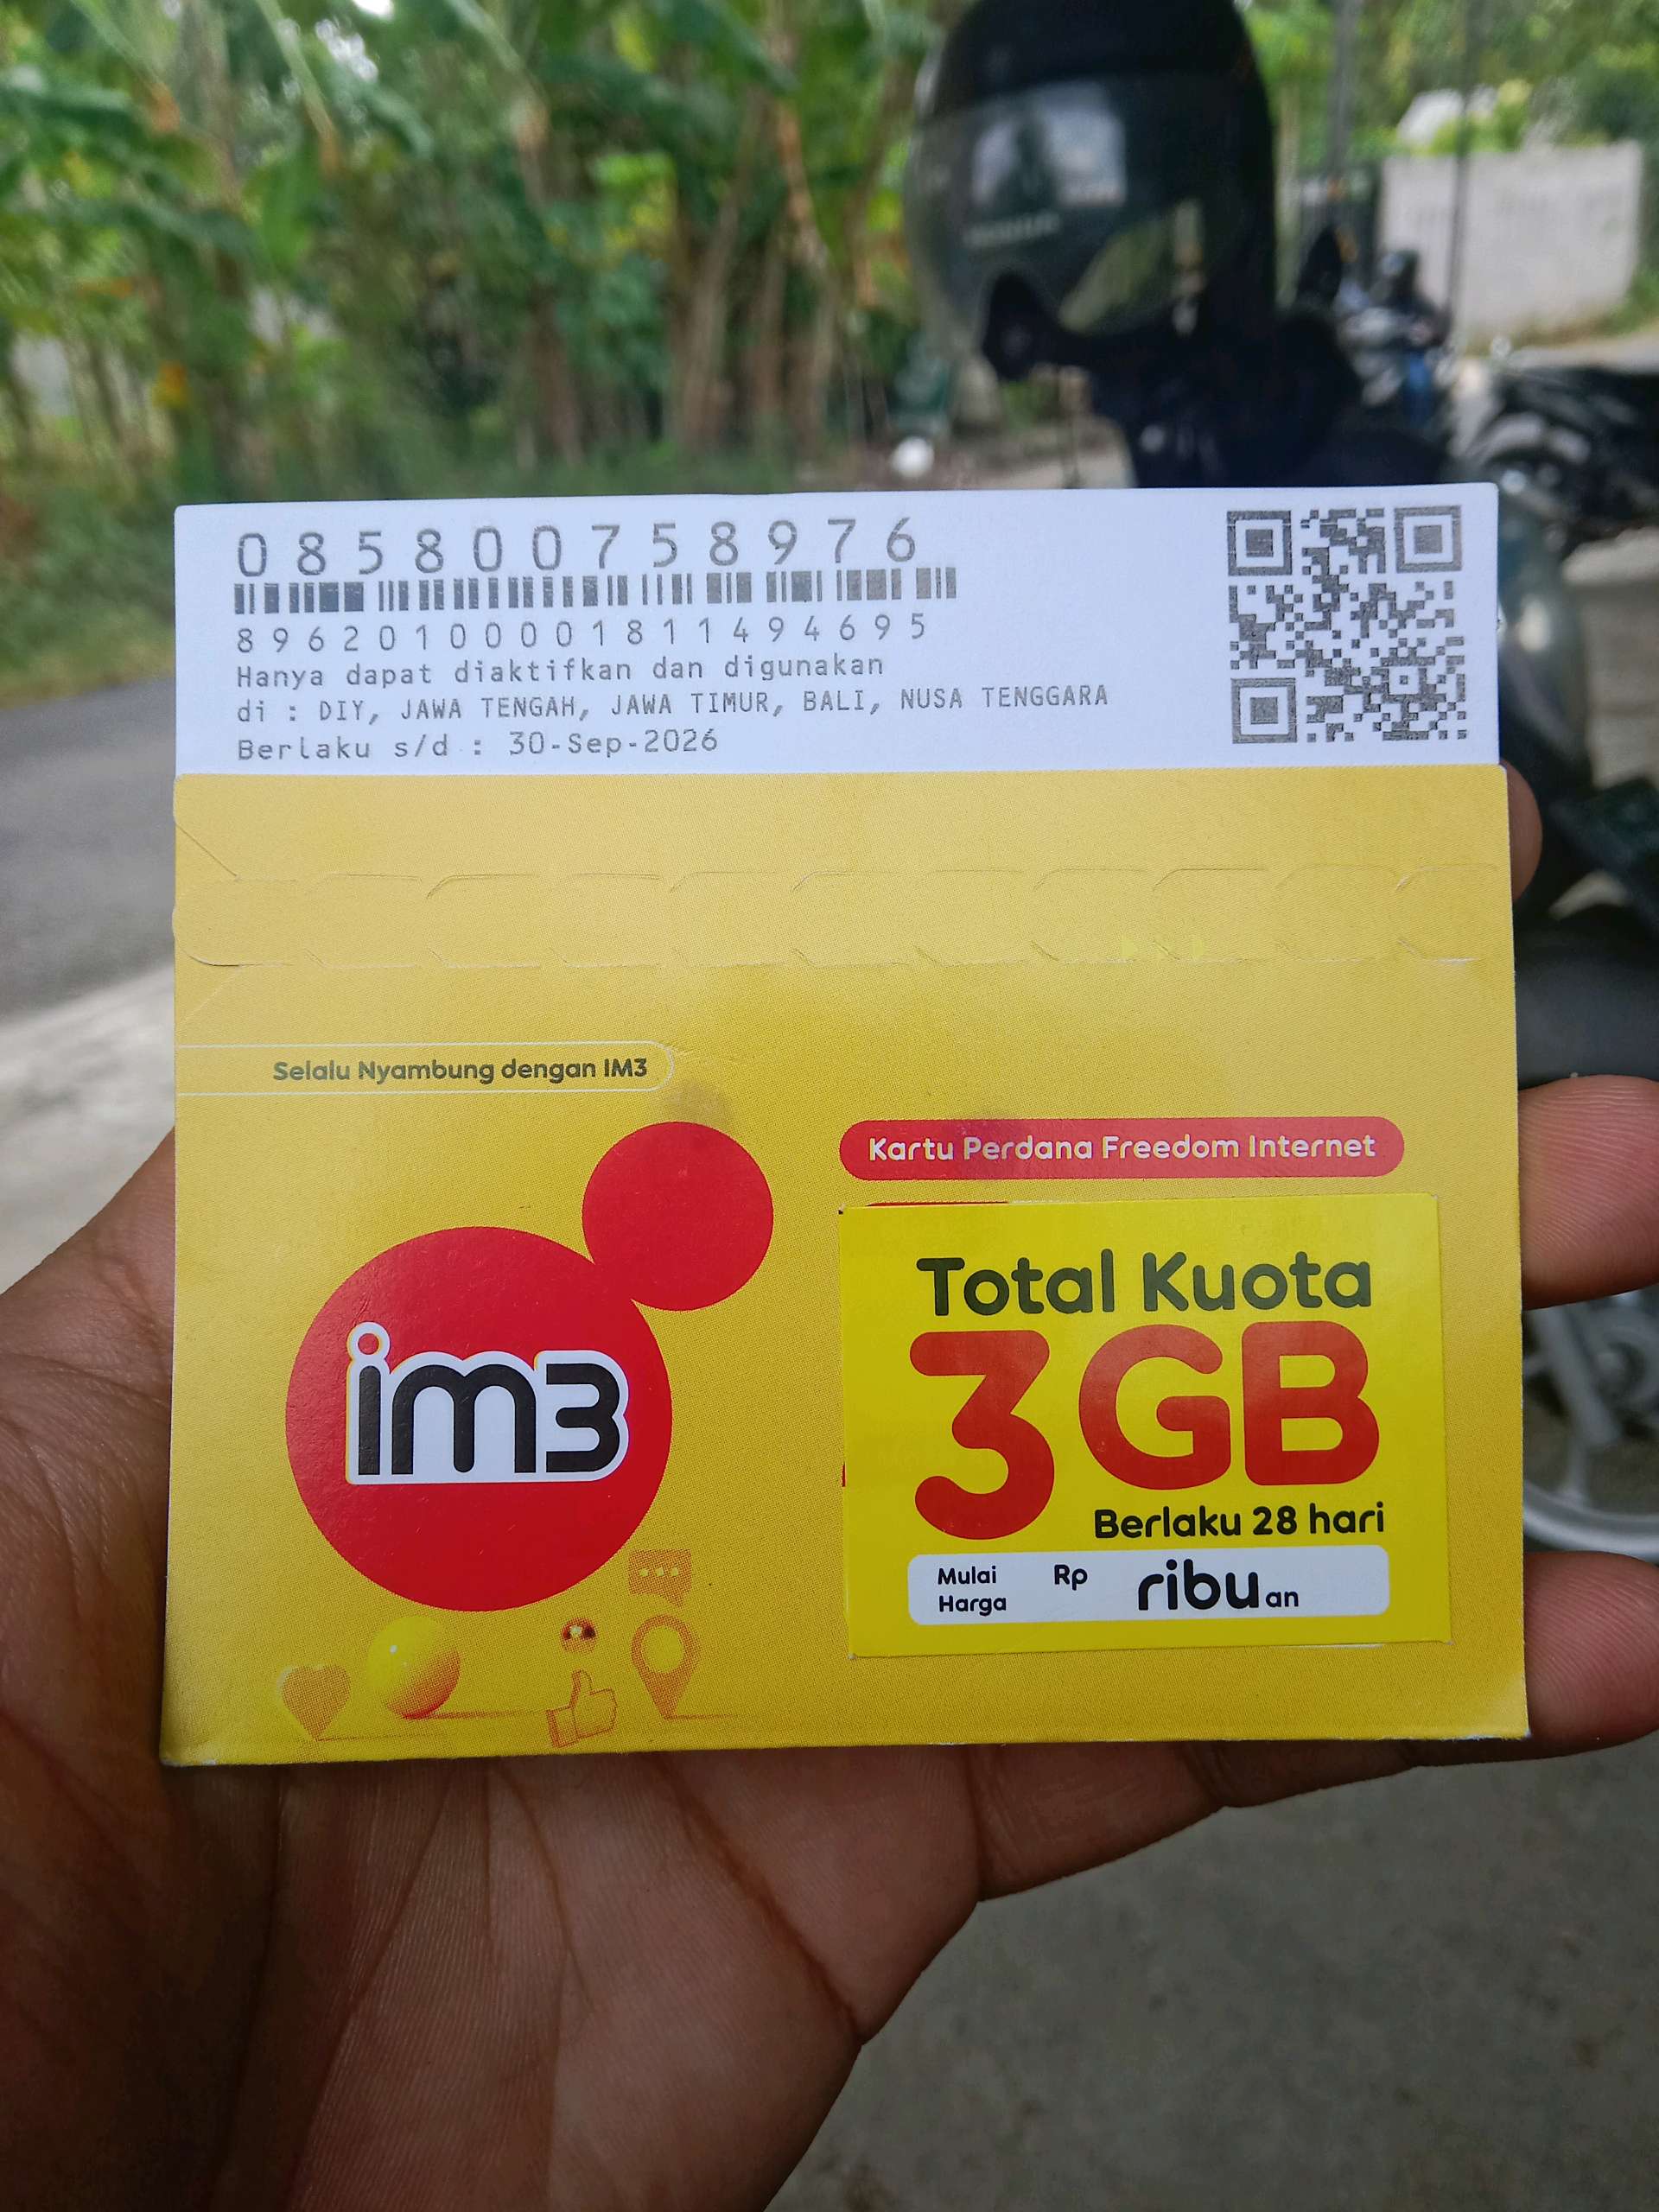 085800758976
89620100001811494695
Hanya dapat diaktifkan dan digunakan
di : DIY, JAWA TENGAH, JAWA TIMUR, BALI, NUSA TENGGARA
Berlaku s/d : 30-Sep-2026
Selalu Nyambung dengan IM3
im3
Kartu Perdana Freedom Internet
Total Kuota
3GB
Berlaku 28 hari
Mulai Harga Rp ribuan